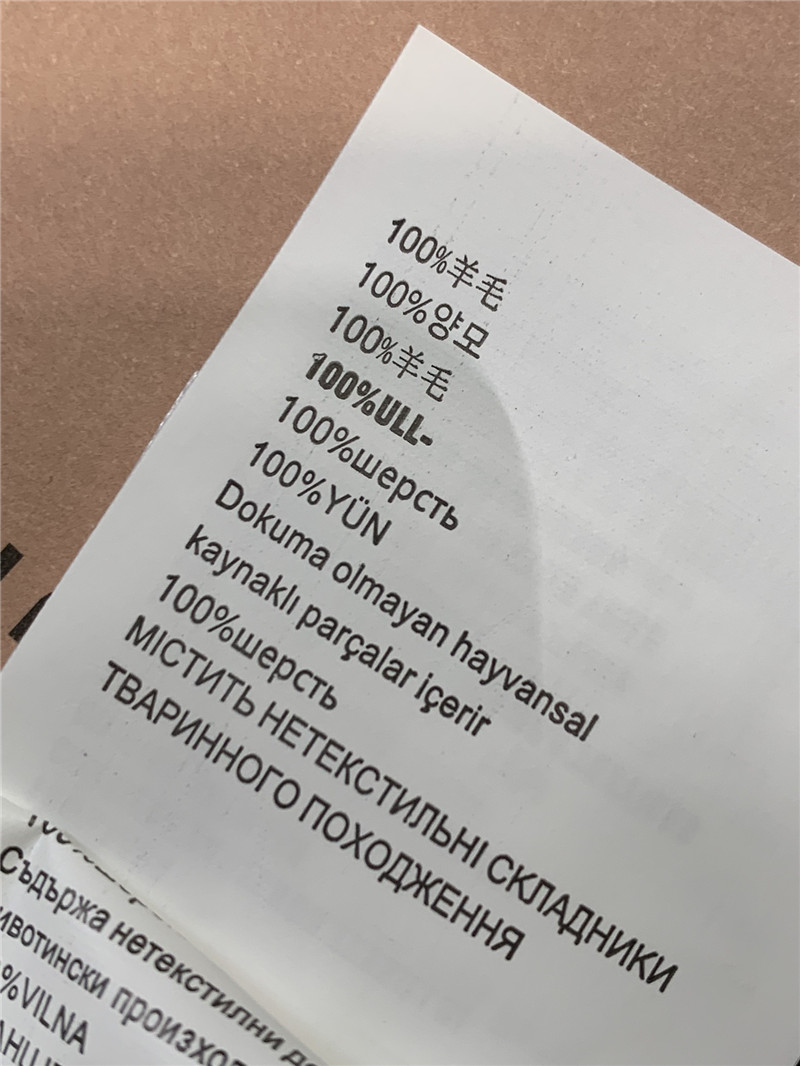 100%羊毛
100%양모
100%羊毛
100%ULL-
100%шерсть
100%YÜN
Dokuma olmayan hayvansal
kaynaklı parçalar içerir
100%шерсть
МІСТИТЬ НЕТЕКСТИЛЬНІ СКЛАДНИКИ
ТВАРИННОГО ПОХОДЖЕННЯ
Съдържа нетекстилни
произхо
%VILNA